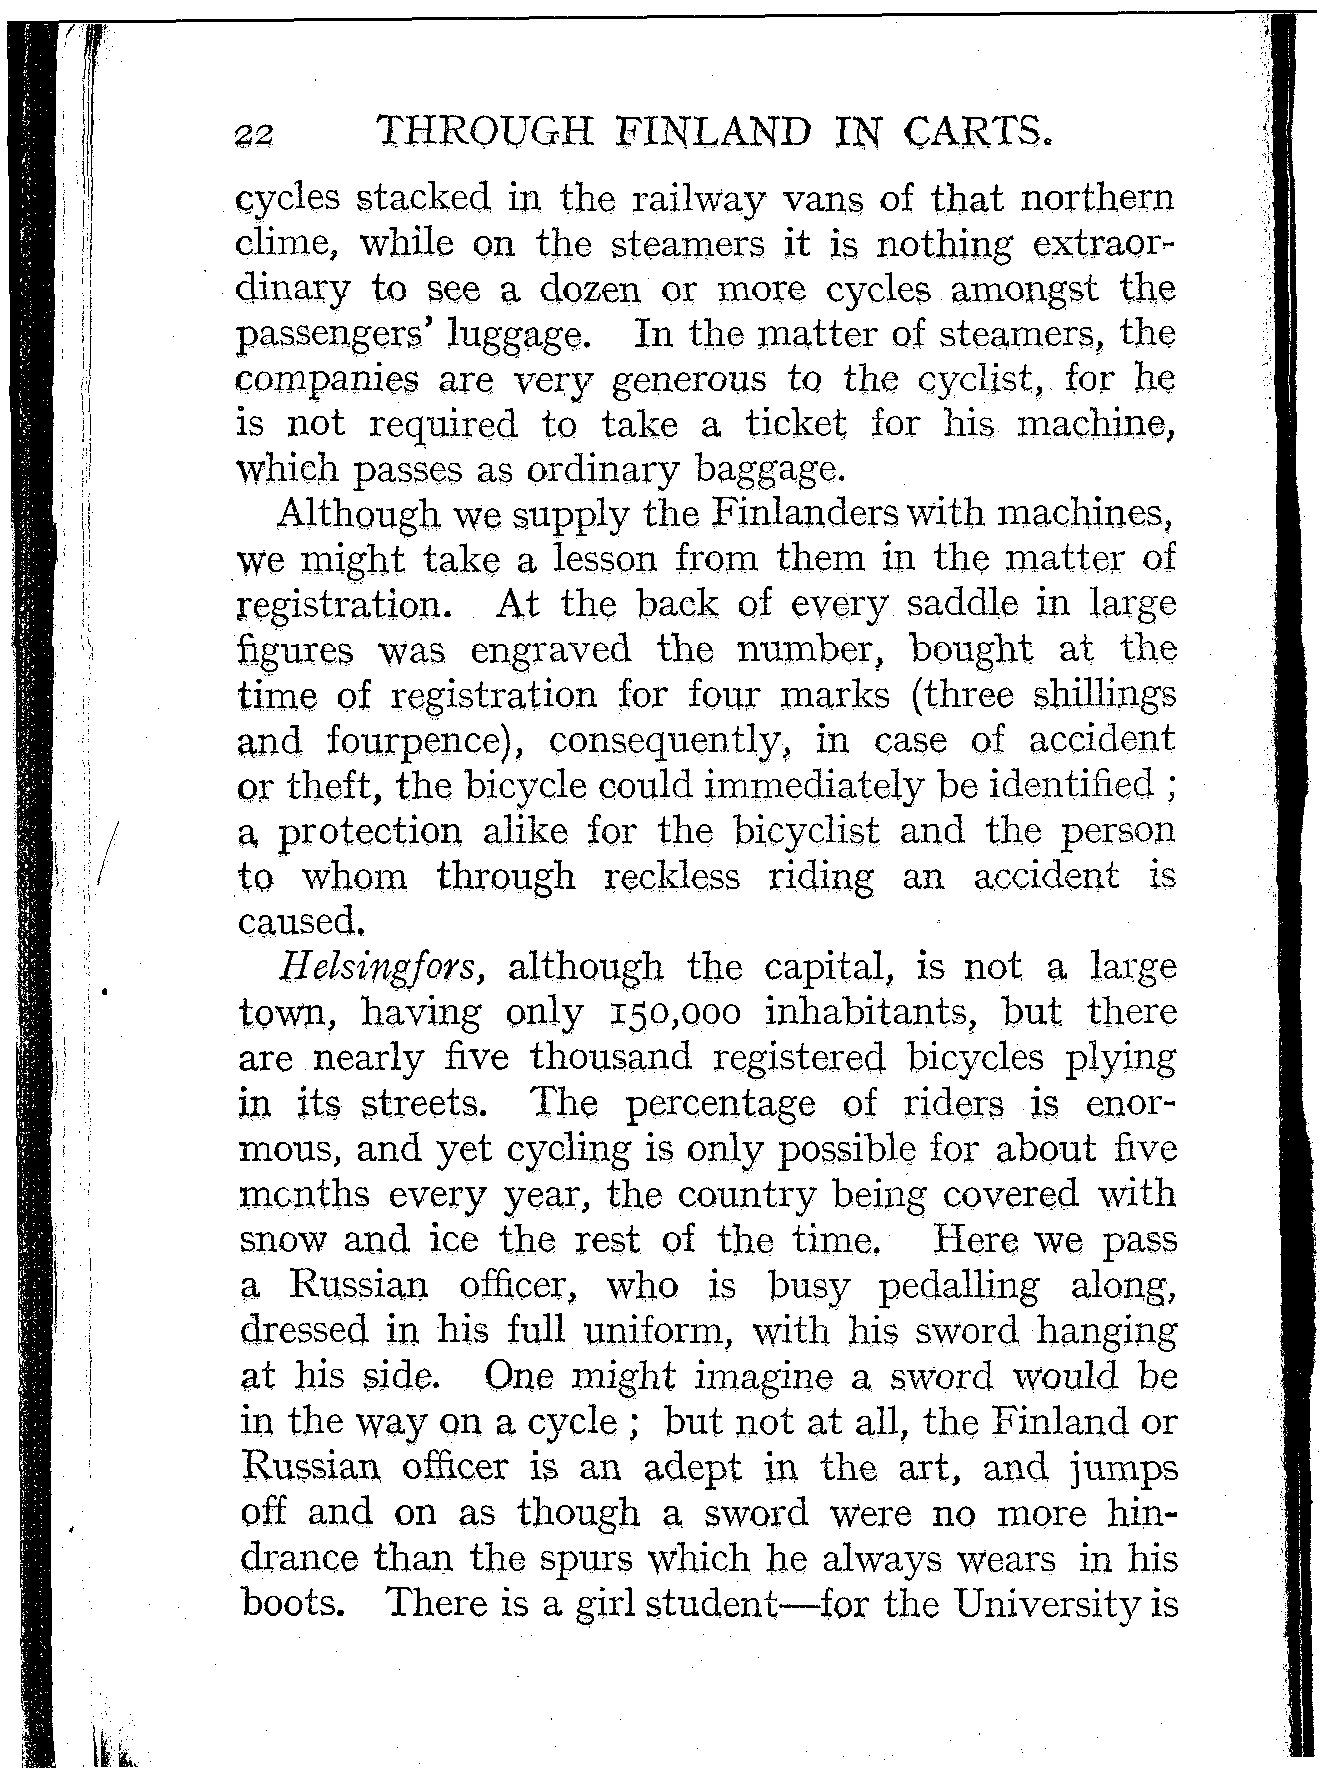 22 THROUGH FINLAND IN CARTS.
cycles stacked in the railway vans of that northern
clime, while on the steamers it is nothing extraor-
dinary to see a dozen or more cycles amongst the
passengers' luggage. In the matter of steamers, the
companies are very generous to the cyclist, for he
is not required to take a ticket for his machine,
which passes as ordinary baggage.
Although we supply the Finlanders with machines,
we might take a lesson from them in the matter of
registration. At the back of every saddle in large
figures was engraved the number, bought at the
time of registration for four marks (three shillings
and fourpence), consequently, in case of accident
or theft, the bicycle could immediately be identified ;
a protection alike for the bicyclist and the person
to whom through reckless riding an accident is
caused.
Helsingfors, although the capital, is not a large
town, having only 150,000 inhabitants, but there
are nearly five thousand registered bicycles plying
in its streets. The percentage of riders is enor-
mous, and yet cycling is only possible for about five
months every year, the country being covered with
snow and ice the rest of the time. Here we pass
a Russian officer, who is busy pedalling along,
dressed in his full uniform, with his sword hanging
at his side. One might imagine a sword would be
in the way on a cycle ; but not at all, the Finland or
Russian officer is an adept in the art, and jumps
off and on as though a sword were no more hin-
drance than the spurs which he always wears in his
boots. There is a girl student—for the University is